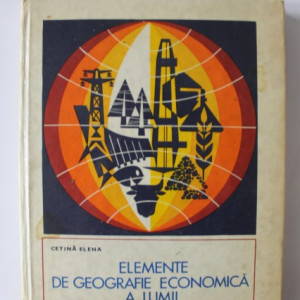 CETINĂ ELENA
ELEMENTE
DE GEOGRAFIE ECONOMICĂ
A LUMII